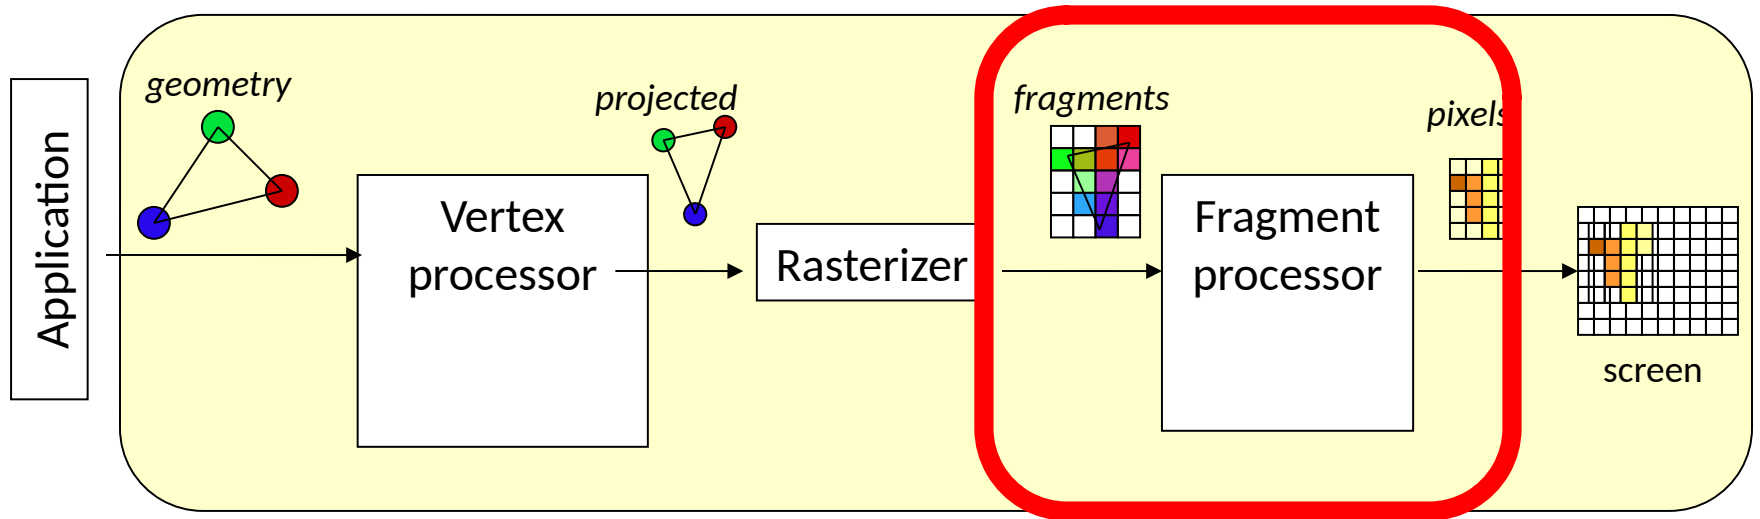 Application
geometry
Vertex
processor
projected
Rasterizer
fragments
Fragment
processor
pixels
screen